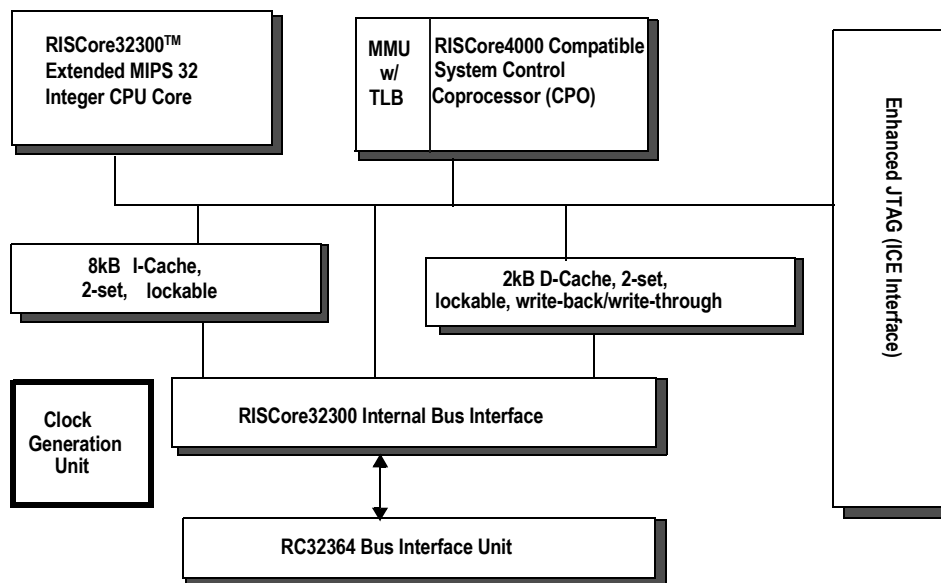 RISCore32300™
Extended MIPS 32
Integer CPU Core
MMU
w/
TLB
RISCore4000 Compatible
System Control
Coprocessor (CPO)
Enhanced JTAG (ICE Interface)
8kB I-Cache,
2-set, lockable
2kB D-Cache, 2-set,
lockable, write-back/write-through
Clock
Generation
Unit
RISCore32300 Internal Bus Interface
RC32364 Bus Interface Unit